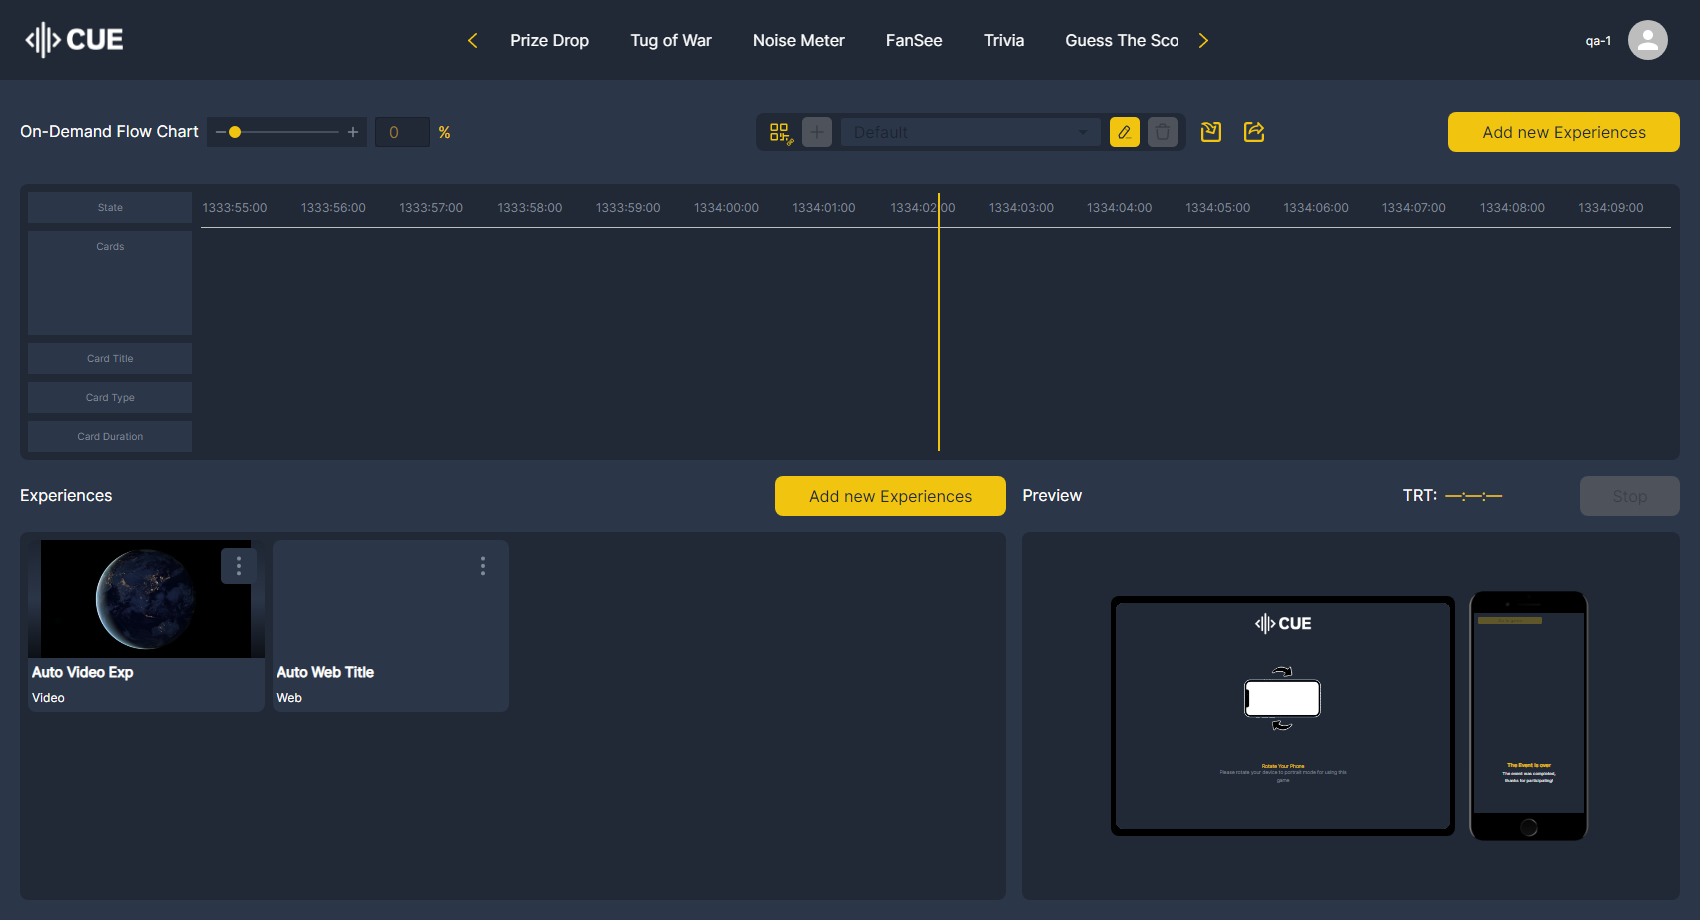 CUE
Prize Drop
Tug of War
Noise Meter
FanSee
Trivia
Guess The Sco
qa-1
On-Demand Flow Chart
0
%
Default
Add new Experiences
State
1333:55:00
1333:56:00
1333:57:00
1333:58:00
1333:59:00
1334:00:00
1334:01:00
1334:02:00
1334:03:00
1334:04:00
1334:05:00
1334:06:00
1334:07:00
1334:08:00
1334:09:00
Cards
Card Title
Card Type
Card Duration
Experiences
Add new Experiences
Preview
TRT: —:—:—
Stop
Auto Video Exp
Video
Auto Web Title
Web
CUE
Rotate Your Phone
Please rotate your device to portrait mode for using this
game
The Event is over
The event was completed,
thanks for participating!